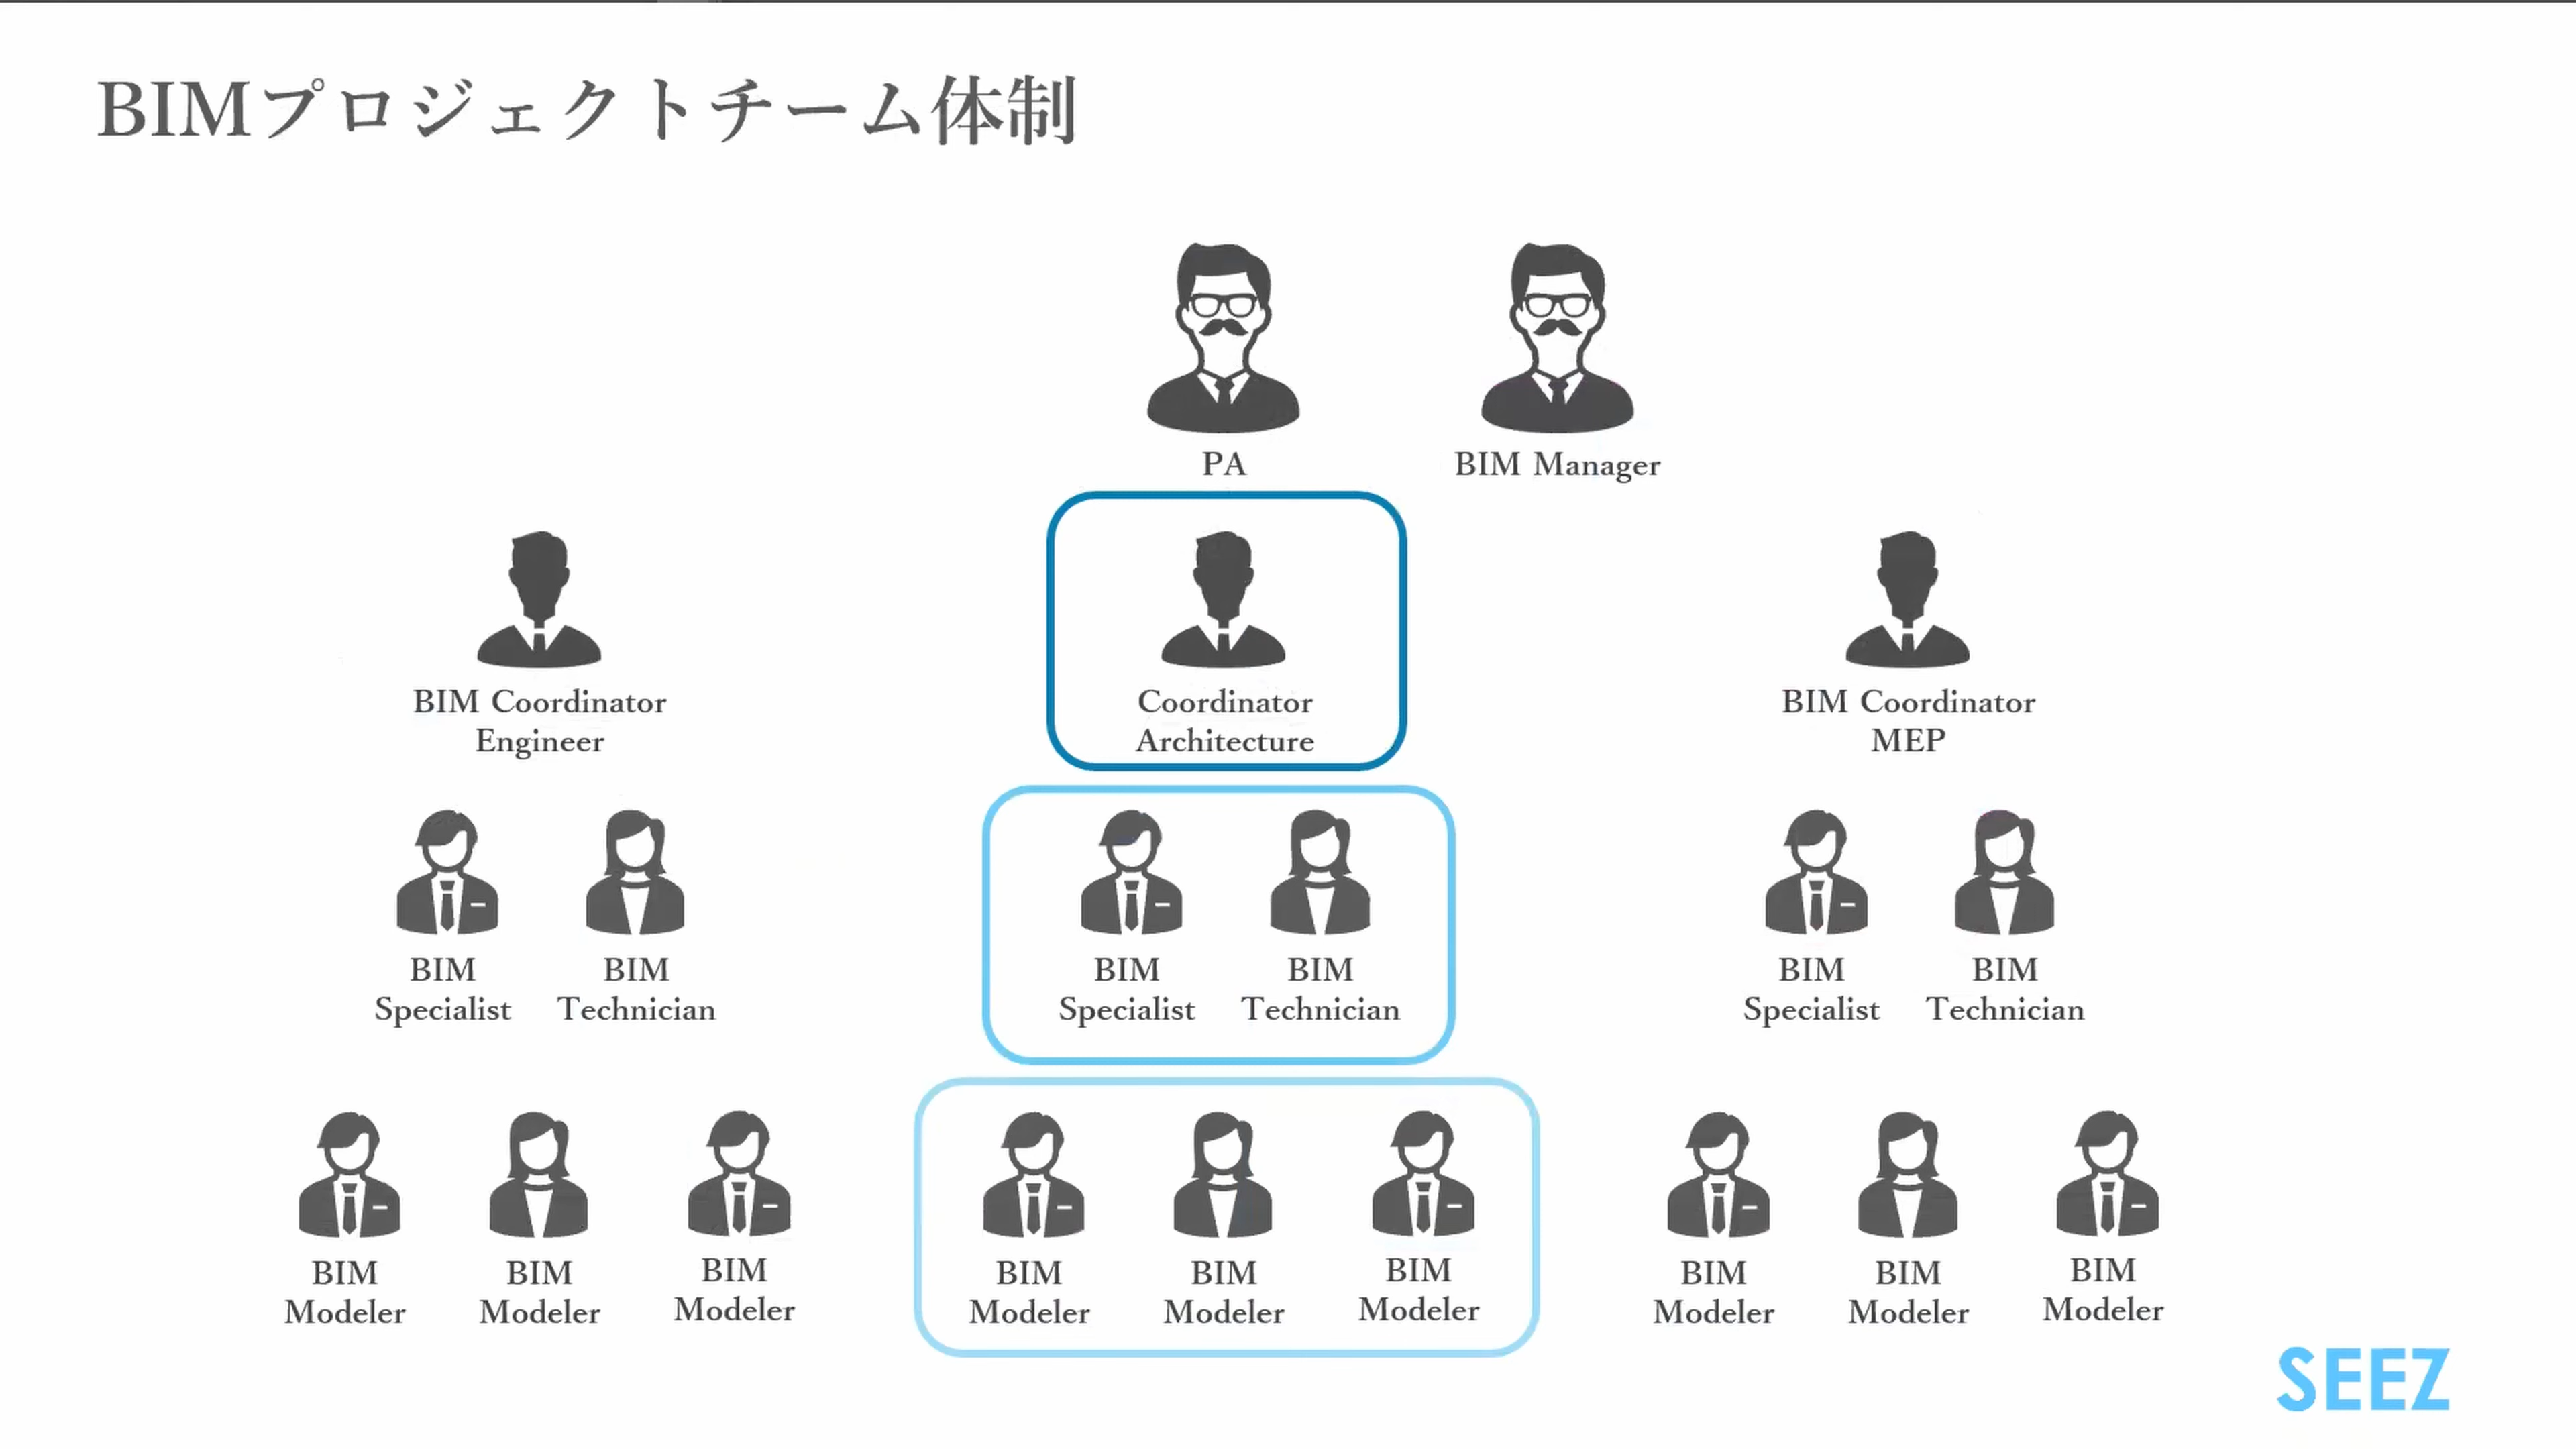 BIMプロジェクトチーム体制
PA
BIM Manager
BIM Coordinator
Engineer
Coordinator
Architecture
BIM Coordinator
MEP
BIM
Specialist
BIM
Technician
BIM
Specialist
BIM
Technician
BIM
Specialist
BIM
Technician
BIM
Modeler
BIM
Modeler
BIM
Modeler
BIM
Modeler
BIM
Modeler
BIM
Modeler
BIM
Modeler
BIM
Modeler
BIM
Modeler
SEEZ